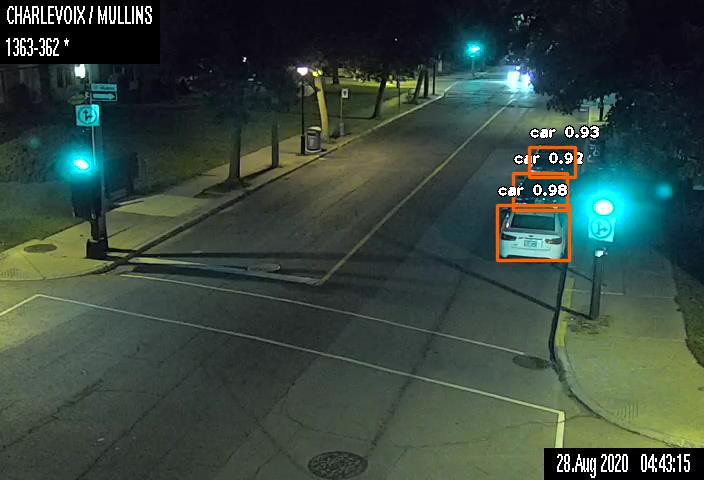 CHARLEVOIX / MULLINS
1363-362 *
car 0.93
car 0.92
car 0.98
28.Aug 2020 04:43:15